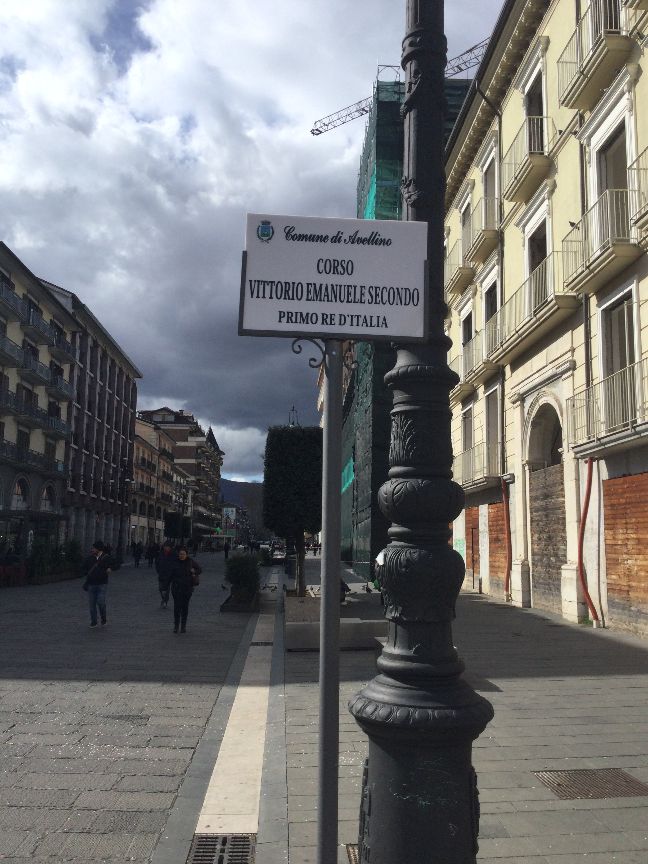 Comune di Avellino
CORSO
VITTORIO EMANUELE SECONDO
PRIMO RE D'ITALIA